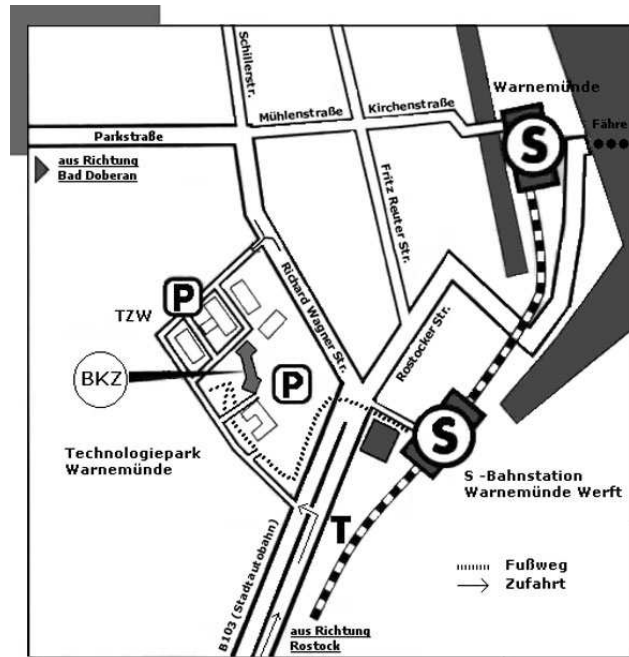 Schillerstr.
Warnemünde
Kirchenstraße
Mühlenstraße
Parkstraße
S
Fähre
aus Richtung
Bad Doberan
Fritz Reuter Str.
Richard Wagner Str.
P
TZW
Rostocker Str.
BKZ
P
S
Technologiepark
Warnemünde
S -Bahnstation
Warnemünde Werft
T
B103 (Stadtautobahn)
Fußweg
Zufahrt
aus Richtung
Rostock